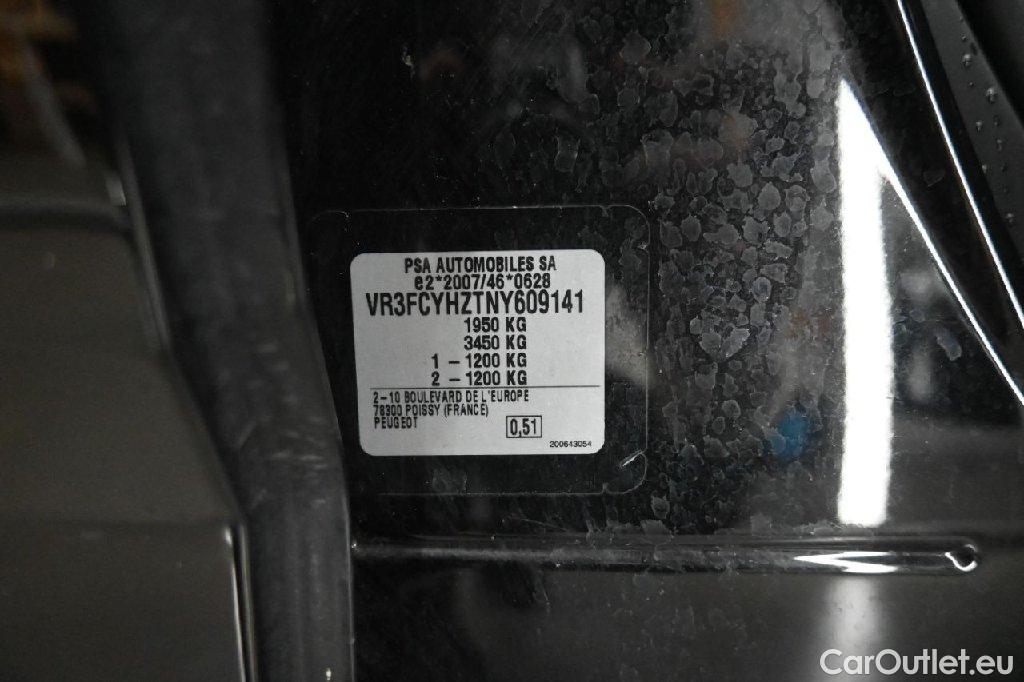 PSA AUTOMOBILES SA
e2*2007/46*0628
VR3FCYHZTNY609141
1950 KG
3450 KG
1 - 1200 KG
2 - 1200 KG
2-10 BOULEVARD DE L'EUROPE
78300 POISSY (FRANCE)
PEUGEOT
0,51
200643054
CarOutlet.eu